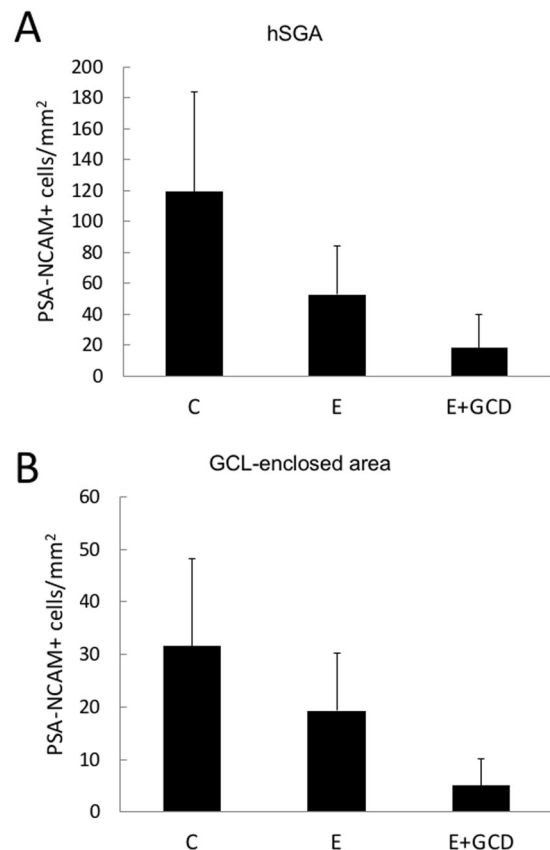 A
hSGA
PSA-NCAM+ cells/mm²
200
180
160
140
120
100
80
60
40
20
0
C E E+GCD
B
GCL-enclosed area
PSA-NCAM+ cells/mm²
60
50
40
30
20
10
0
C E E+GCD